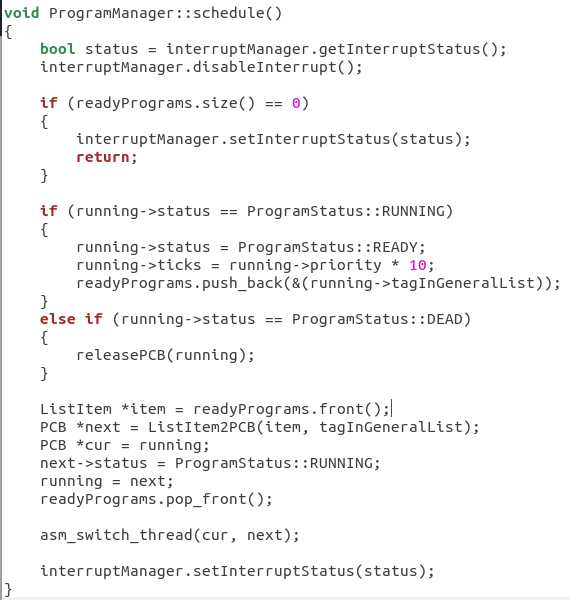 void ProgramManager::schedule()
{
    bool status = interruptManager.getInterruptStatus();
    interruptManager.disableInterrupt();

    if (readyPrograms.size() == 0)
    {
        interruptManager.setInterruptStatus(status);
        return;
    }

    if (running->status == ProgramStatus::RUNNING)
    {
        running->status = ProgramStatus::READY;
        running->ticks = running->priority * 10;
        readyPrograms.push_back(&(running->tagInGeneralList));
    }
    else if (running->status == ProgramStatus::DEAD)
    {
        releasePCB(running);
    }

    ListItem *item = readyPrograms.front();
    PCB *next = ListItem2PCB(item, tagInGeneralList);
    PCB *cur = running;
    next->status = ProgramStatus::RUNNING;
    running = next;
    readyPrograms.pop_front();

    asm_switch_thread(cur, next);

    interruptManager.setInterruptStatus(status);
}